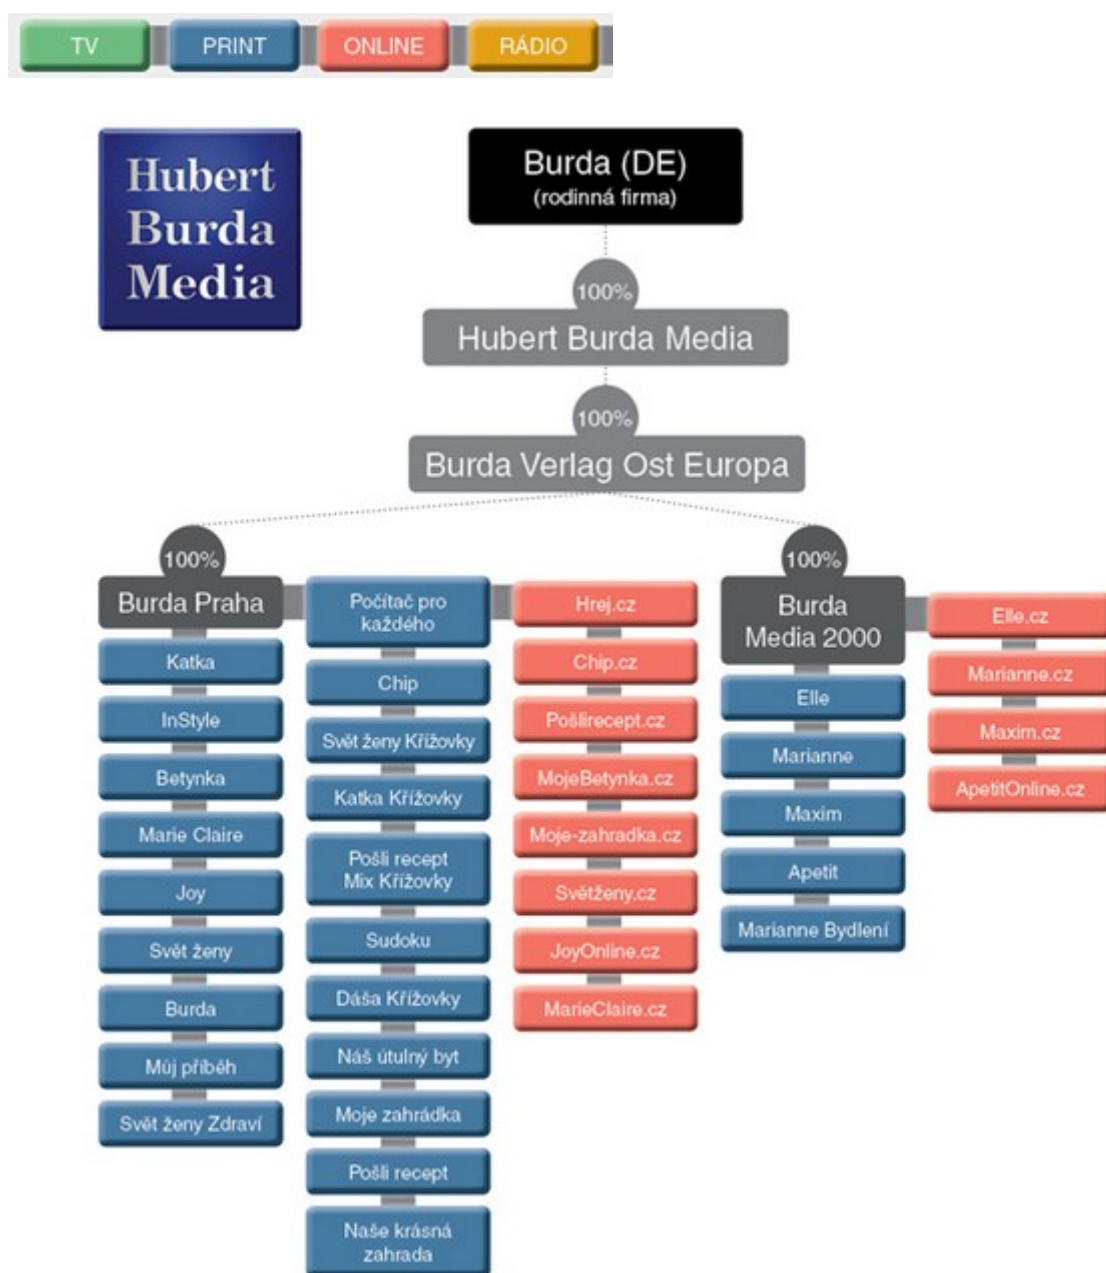 TV
PRINT
ONLINE
RÁDIO
Hubert
Burda
Media
Burda (DE)
(rodinná firma)
100%
Hubert Burda Media
100%
Burda Verlag Ost Europa
100%
Burda Praha
Katka
InStyle
Betynka
Marie Claire
Joy
Svět ženy
Burda
Můj příběh
Svět ženy Zdraví
Počítač pro
každého
Chip
Svět ženy Křížovky
Katka Křížovky
Pošli recept
Mix Křížovky
Sudoku
Dáša Křížovky
Náš útulný byt
Moje zahrádka
Pošli recept
Naše krásná
zahrada
Hrej.cz
Chip.cz
Pošlirecept.cz
MojeBetynka.cz
Moje-zahradka.cz
Světženy.cz
JoyOnline.cz
MarieClaire.cz
100%
Burda
Media 2000
Elle
Marianne
Maxim
Apetit
Marianne Bydlení
Elle.cz
Marianne.cz
Maxim.cz
ApetitOnline.cz